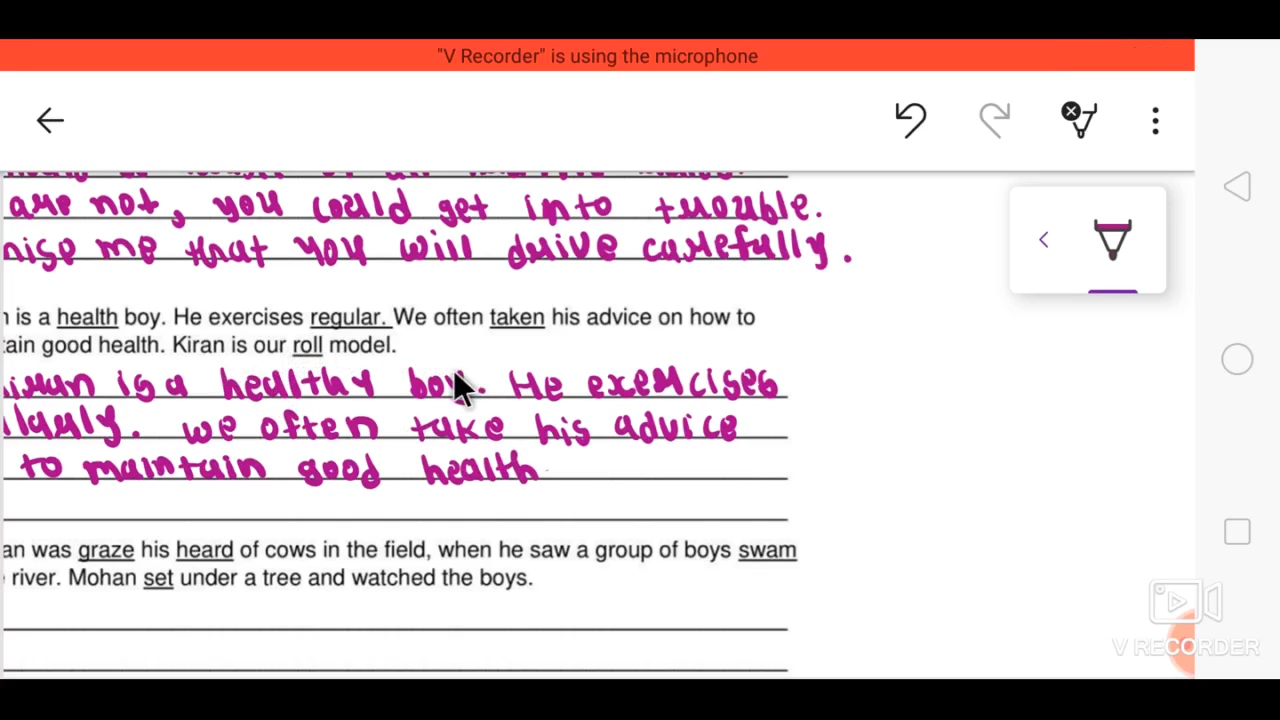 "V Recorder" is using the microphone
are not, you could get into trouble.
nise me that you will drive carefully.
n is a health boy. He exercises regular. We often taken his advice on how to
tain good health. Kiran is our roll model.
iran is a healthy boy. He exercises
larly. we often take his advice
to maintain good health
an was graze his heard of cows in the field, when he saw a group of boys swam
river. Mohan set under a tree and watched the boys.
V RECORDER